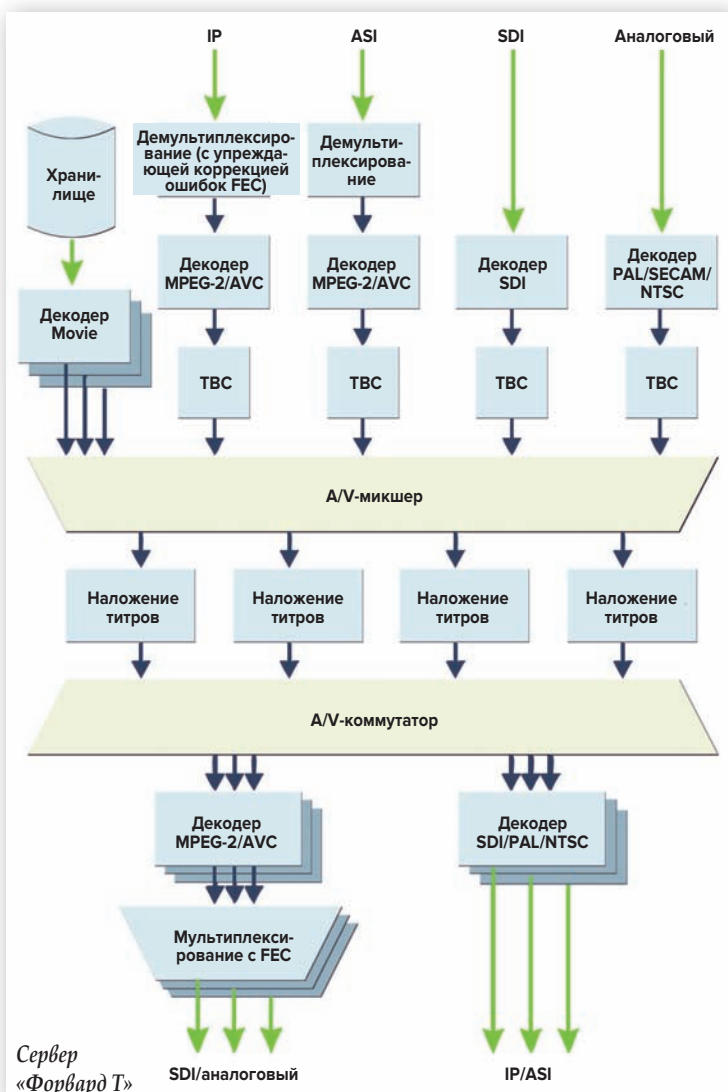 IP
ASI
SDI
Аналоговый
Храни-
лище
Демультиплексиро-
вание (с упрежда-
ющей коррекцией
ошибок FEC)
Демульти-
плексирова-
ние
Декодер
Movie
Декодер
MPEG-2/AVC
Декодер
MPEG-2/AVC
Декодер
SDI
Декодер
PAL/SECAM/
NTSC
TBC
TBC
TBC
TBC
A/V-микшер
Наложение
титров
Наложение
титров
Наложение
титров
Наложение
титров
A/V-коммутатор
Декодер
MPEG-2/AVC
Декодер
SDI/PAL/NTSC
Мультиплекси-
рование с FEC
SDI/аналоговый
IP/ASI
Сервер
«Форвард Т»